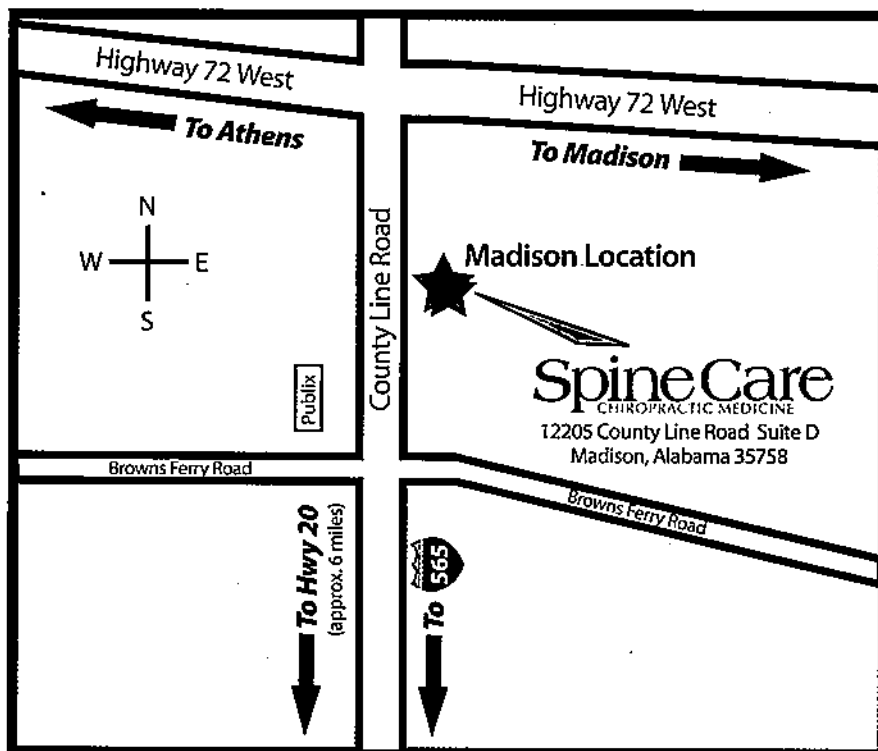 Highway 72 West
Highway 72 West
To Athens
To Madison
N
W E
S
County Line Road
Madison Location
Publix
SpineCare
CHIROPRACTIC MEDICINE
12205 County Line Road Suite D
Madison, Alabama 35758
Browns Ferry Road
Browns Ferry Road
To Hwy 20
(approx. 6 miles)
To 565